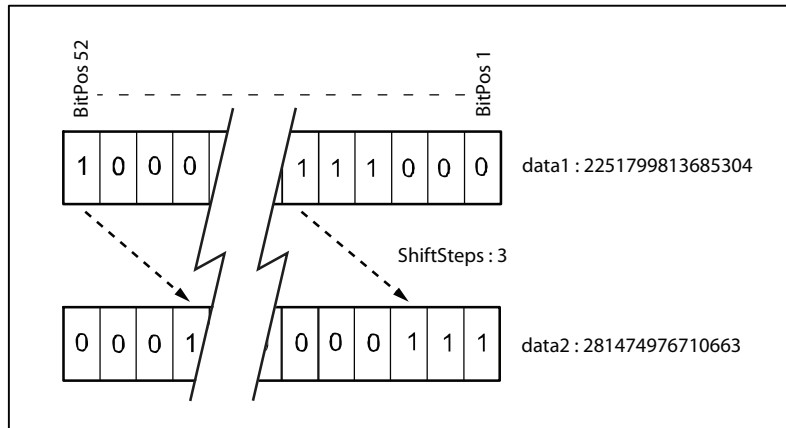 BitPos 52
BitPos 1
1 0 0 0 1 1 1 0 0 0
data1 : 2251799813685304
ShiftSteps : 3
0 0 0 1 0 0 0 0 1 1 1
data2 : 281474976710663